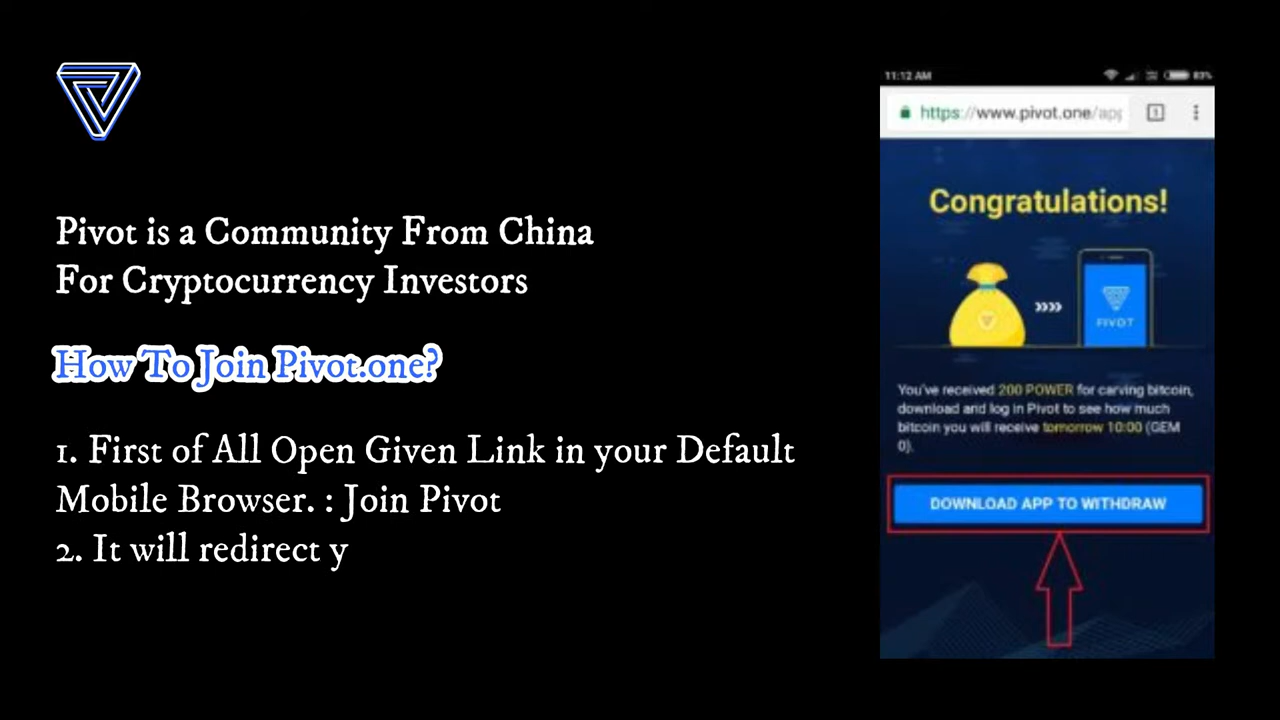 Pivot is a Community From China
For Cryptocurrency Investors
How To Join Pivot.one?
1. First of All Open Given Link in your Default
Mobile Browser. : Join Pivot
2. It will redirect y
11:12 AM
83%
https://www.pivot.one/app
1
Congratulations!
PIVOT
You've received 200 POWER for carving bitcoin,
download and log in Pivot to see how much
bitcoin you will receive tomorrow 10:00 (GEM
0).
DOWNLOAD APP TO WITHDRAW